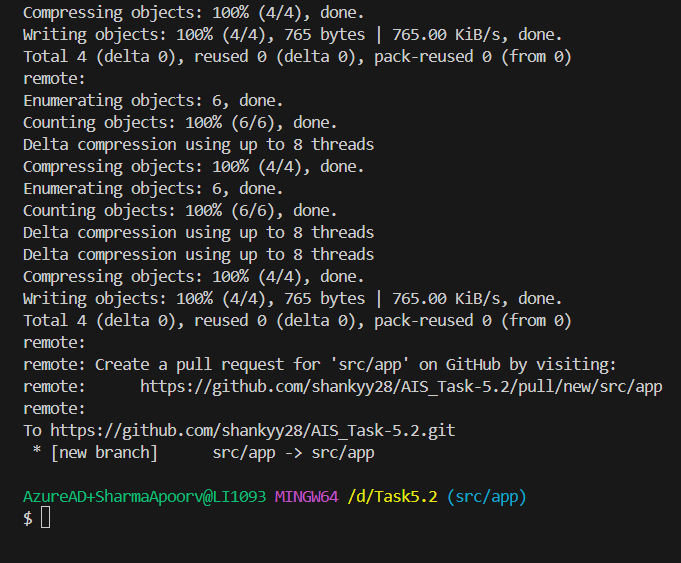 Compressing objects: 100% (4/4), done.
Writing objects: 100% (4/4), 765 bytes | 765.00 KiB/s, done.
Total 4 (delta 0), reused 0 (delta 0), pack-reused 0 (from 0)
remote:
Enumerating objects: 6, done.
Counting objects: 100% (6/6), done.
Delta compression using up to 8 threads
Compressing objects: 100% (4/4), done.
Enumerating objects: 6, done.
Counting objects: 100% (6/6), done.
Delta compression using up to 8 threads
Delta compression using up to 8 threads
Compressing objects: 100% (4/4), done.
Writing objects: 100% (4/4), 765 bytes | 765.00 KiB/s, done.
Total 4 (delta 0), reused 0 (delta 0), pack-reused 0 (from 0)
remote:
remote: Create a pull request for 'src/app' on GitHub by visiting:
remote:      https://github.com/shankyy28/AIS_Task-5.2/pull/new/src/app
remote:
To https://github.com/shankyy28/AIS_Task-5.2.git
 * [new branch]      src/app -> src/app

AzureAD+SharmaApoorv@LI1093 MINGW64 /d/Task5.2 (src/app)
$